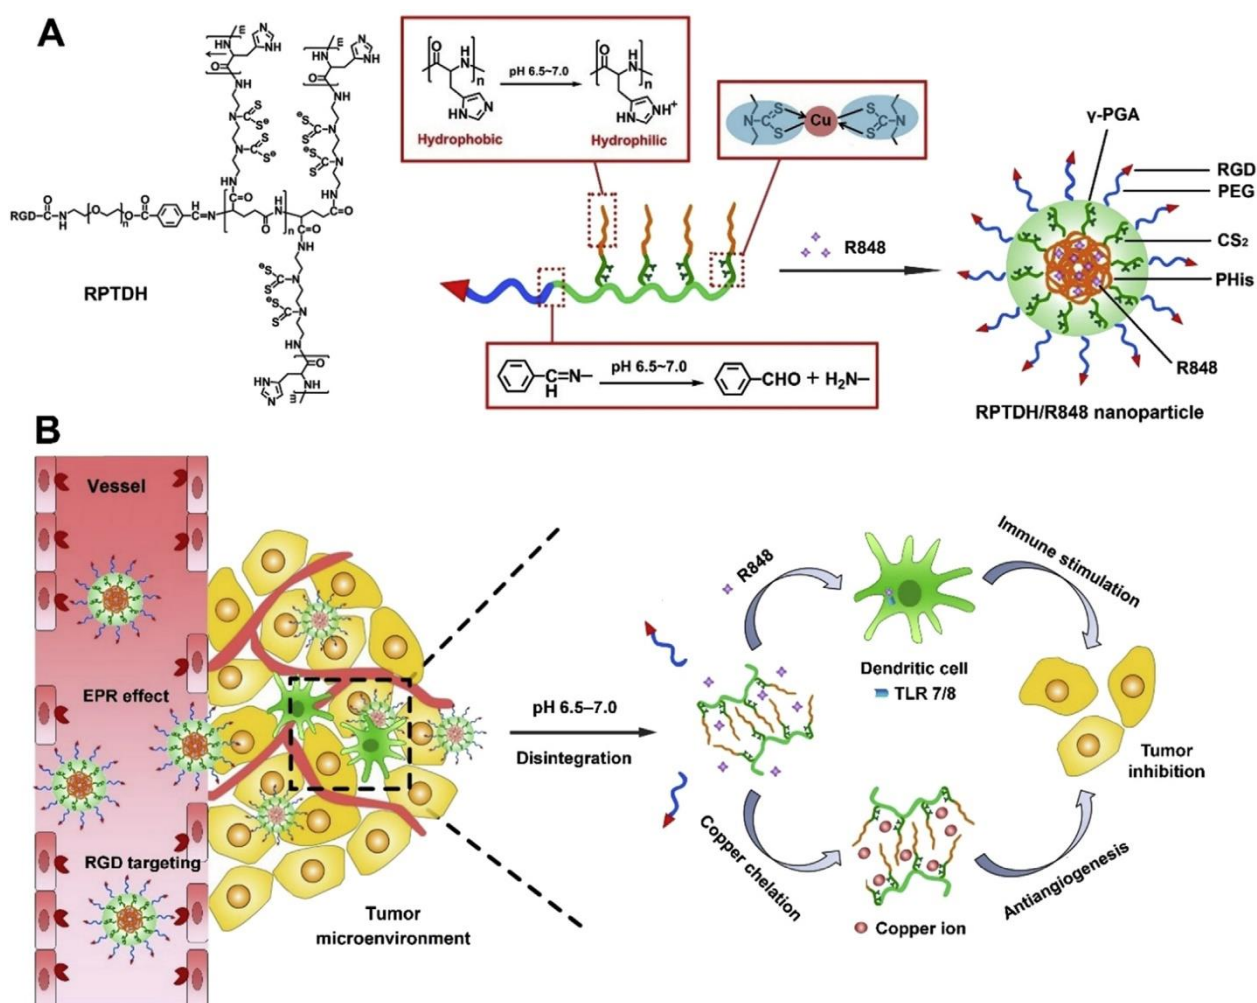 A
RPTDH
pH 6.5~7.0
Hydrophobic
Hydrophilic
Cu
R848
pH 6.5~7.0
CHO + H₂N
γ-PGA
RGD
PEG
CS₂
PHis
R848
RPTDH/R848 nanoparticle
B
Vessel
EPR effect
RGD targeting
Tumor
microenvironment
pH 6.5–7.0
Disintegration
R848
Immune stimulation
Dendritic cell
TLR 7/8
Tumor
inhibition
Copper chelation
Antiangiogenesis
Copper ion